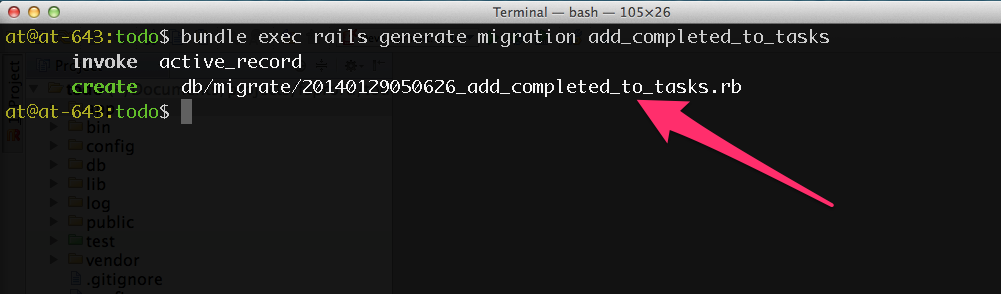 Terminal — bash — 105×26
at@at-643:todo$ bundle exec rails generate migration add_completed_to_tasks
invoke active_record
create db/migrate/20140129050626_add_completed_to_tasks.rb
at@at-643:todo$
Project
bin
config
db
lib
log
public
test
vendor
.gitignore